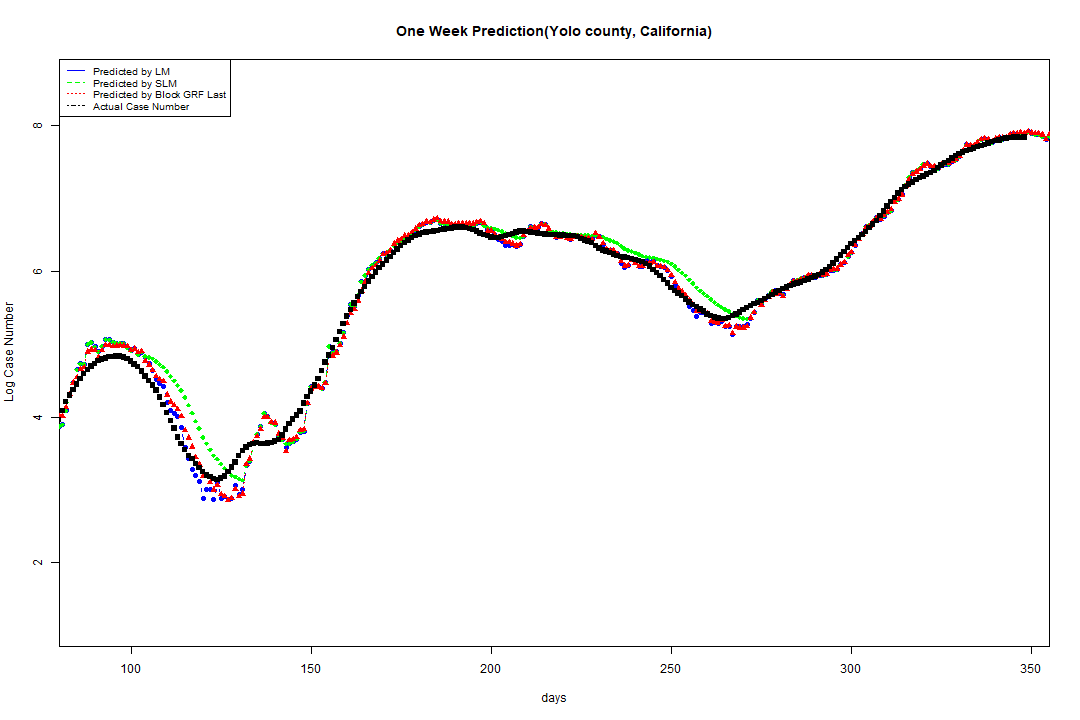 One Week Prediction(Yolo county, California)
Predicted by LM
Predicted by SLM
Predicted by Block GRF Last
Actual Case Number
8
6
4
2
Log Case Number
100 150 200 250 300 350
days